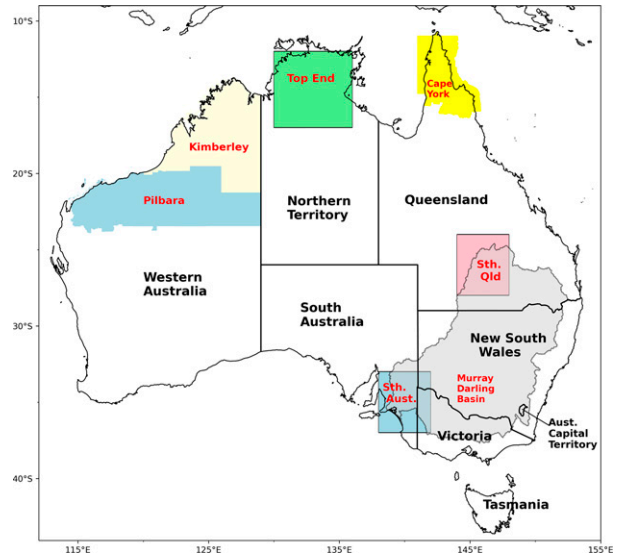 10°S
Top End
Cape
York
Kimberley
20°S
Pilbara
Northern
Territory
Queensland
Western
Australia
Sth.
Qld
South
Australia
30°S
New South
Wales
Sth.
Aust.
Murray
Darling
Basin
Victoria
Aust.
Capital
Territory
40°S
Tasmania
115°E
125°E
135°E
145°E
155°E